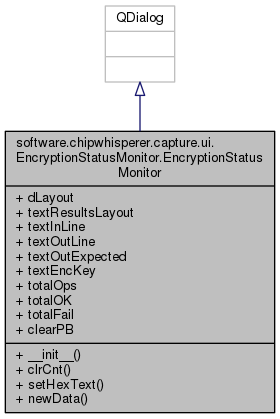 QDialog
software.chipwhisperer.capture.ui.
EncryptionStatusMonitor.EncryptionStatus
Monitor
+ dLayout
+ textResultsLayout
+ textInLine
+ textOutLine
+ textOutExpected
+ textEncKey
+ totalOps
+ totalOK
+ totalFail
+ clearPB
+ __init__()
+ clrCnt()
+ setHexText()
+ newData()